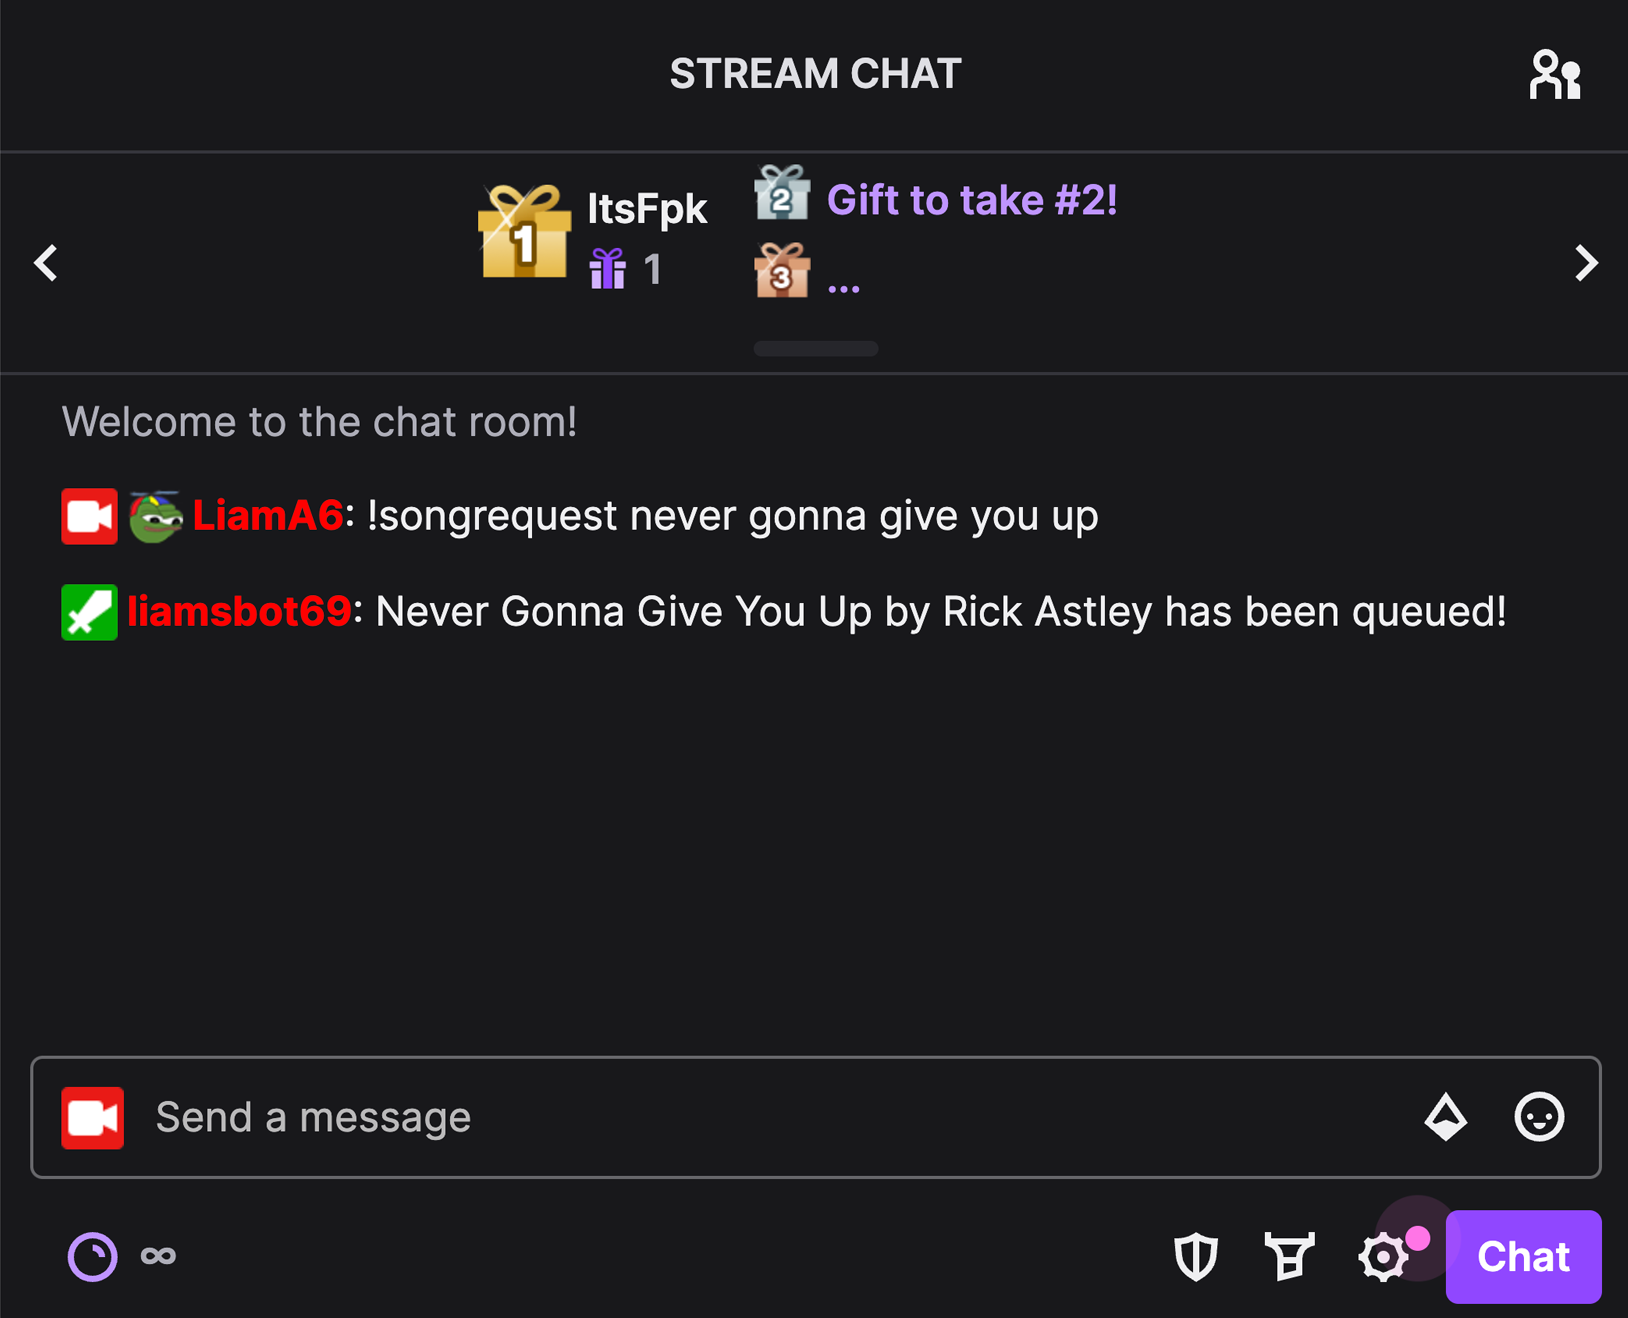 STREAM CHAT
1 ItsFpk
1
2 Gift to take #2!
3 ...
Welcome to the chat room!
LiamA6: !songrequest never gonna give you up
liamsbot69: Never Gonna Give You Up by Rick Astley has been queued!
Send a message
∞
Chat